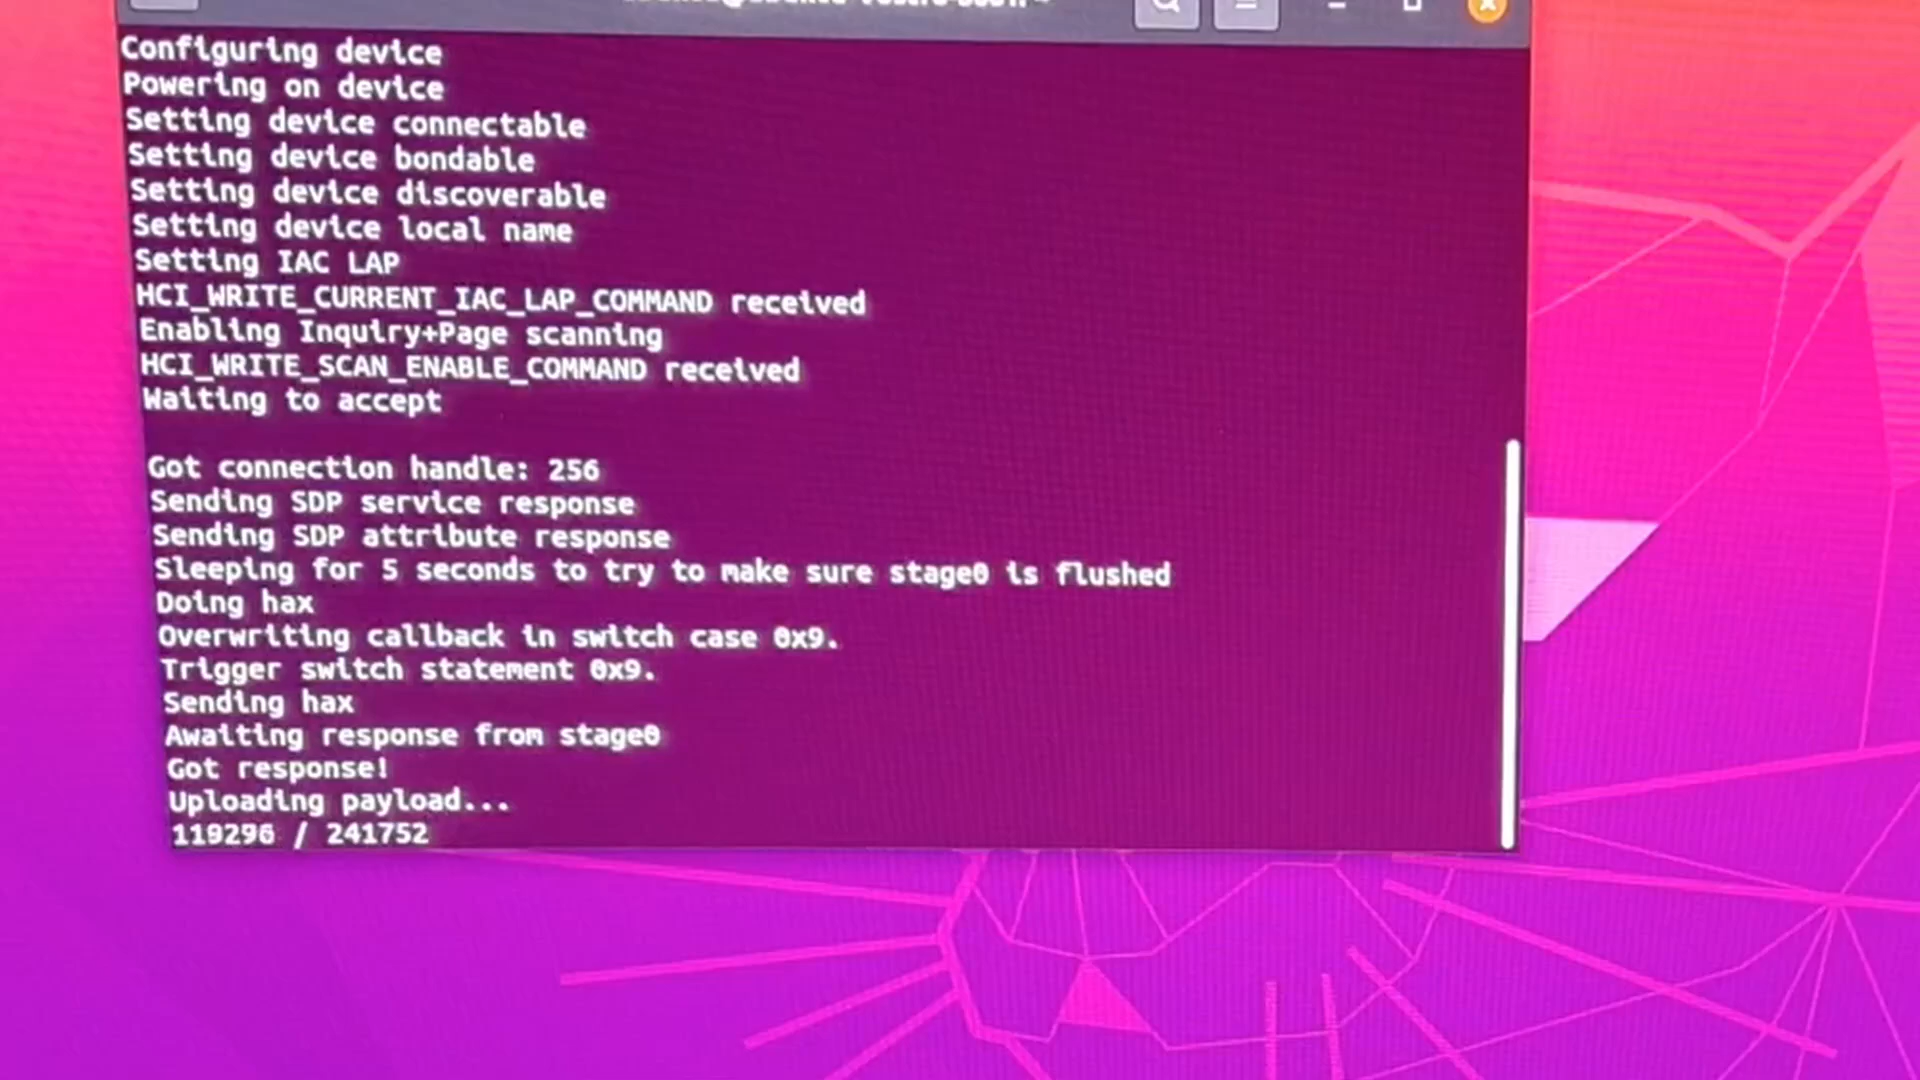 Configuring device
Powering on device
Setting device connectable
Setting device bondable
Setting device discoverable
Setting device local name
Setting IAC LAP
HCI_WRITE_CURRENT_IAC_LAP_COMMAND received
Enabling Inquiry+Page scanning
HCI_WRITE_SCAN_ENABLE_COMMAND received
Waiting to accept
Got connection handle: 256
Sending SDP service response
Sending SDP attribute response
Sleeping for 5 seconds to try to make sure stage0 is flushed
Doing hax
Overwriting callback in switch case 0x9.
Trigger switch statement 0x9.
Sending hax
Awaiting response from stage0
Got response!
Uploading payload...
119296 / 241752